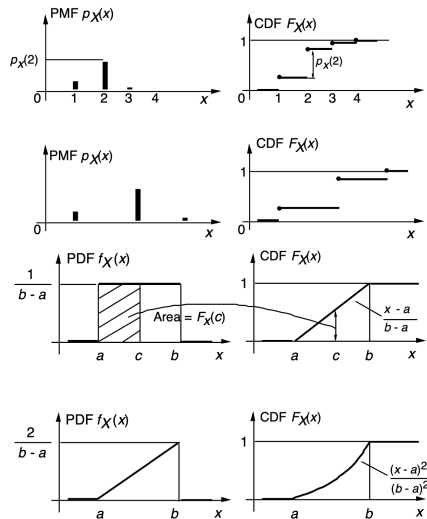 PMF p_X(x)
p_X(2)
0 1 2 3 4 x
CDF F_X(x)
1
p_X(2)
0 1 2 3 4 x
PMF p_X(x)
0 x
CDF F_X(x)
1
0 x
PDF f_X(x)
1
b - a
Area = F_X(c)
a c b x
CDF F_X(x)
1
x - a
b - a
0 a c b x
PDF f_X(x)
2
b - a
a b x
CDF F_X(x)
1
(x - a)^2
(b - a)^2
0 a b x